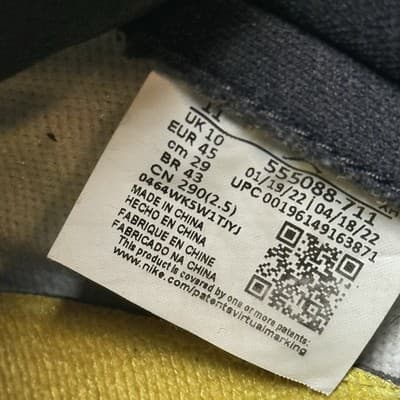 11
UK 10
EUR 45
cm 29
BR 43
CN 290(2.5)
0464WK5W1TJYJ
MADE IN CHINA
HECHO EN CHINA
FABRIQUE EN CHINE
FABRICADO NA CHINA
This product is covered by one or more patents:
www.nike.com/patentsvirtualmarking
555088-711
01/19/22 | 04/18/22
UPC 00196149163871